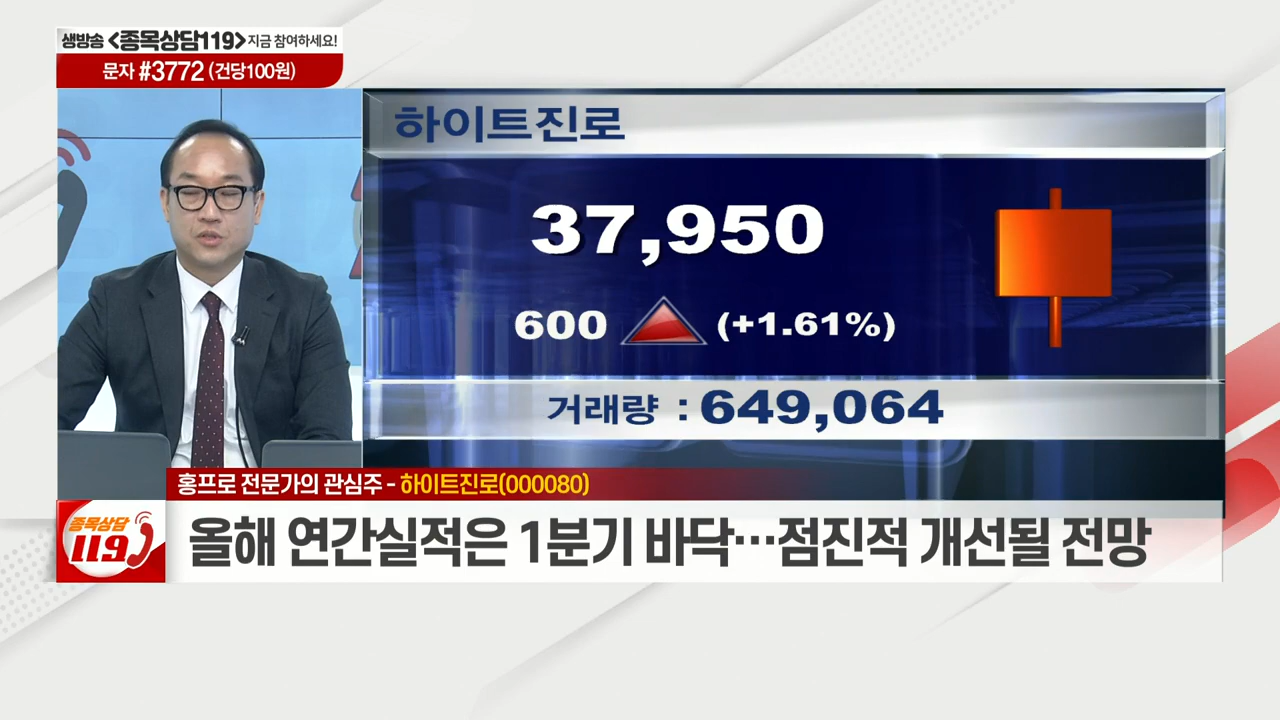 생방송 <종목상담119> 지금 참여하세요!
문자 #3772 (건당100원)
하이트진로
37,950
600 ▲ (+1.61%)
거래량 : 649,064
홍프로 전문가의 관심주 - 하이트진로(000080)
종목상담
119
올해 연간실적은 1분기 바닥…점진적 개선될 전망